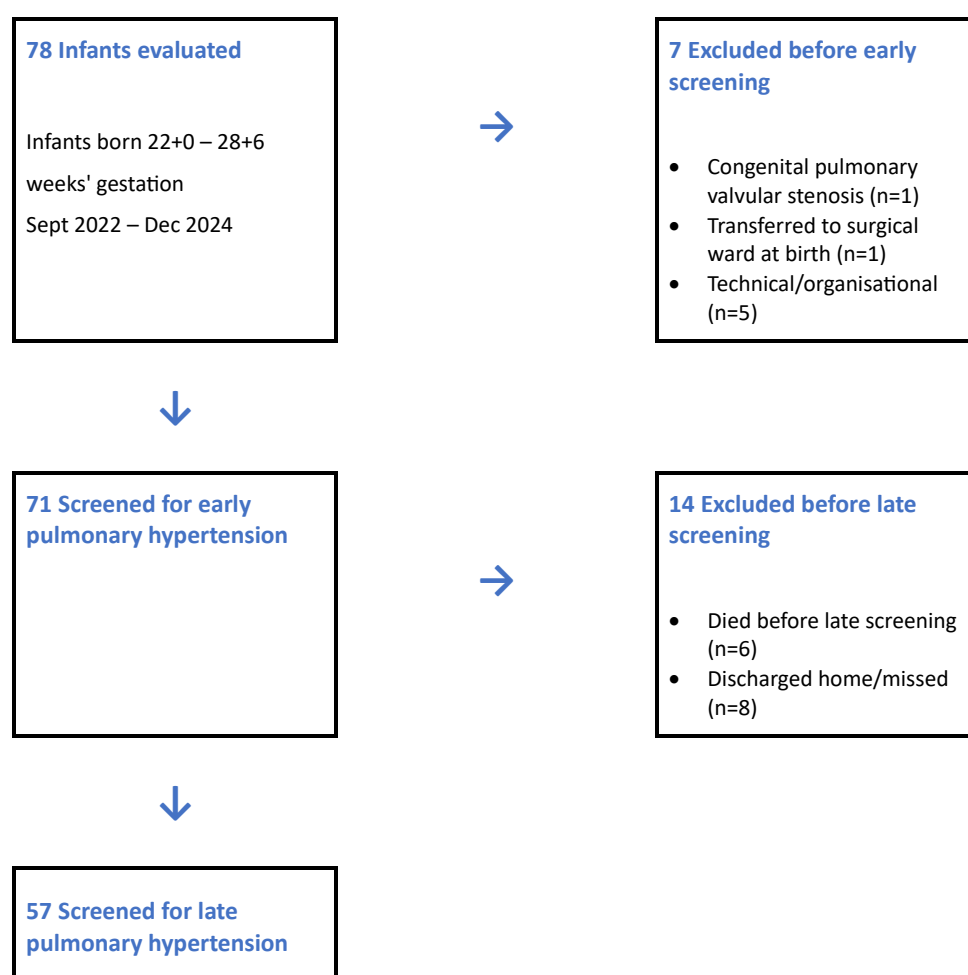 78 Infants evaluated
Infants born 22+0 – 28+6
weeks' gestation
Sept 2022 – Dec 2024
7 Excluded before early
screening
• Congenital pulmonary
valvular stenosis (n=1)
• Transferred to surgical
ward at birth (n=1)
• Technical/organisational
(n=5)
71 Screened for early
pulmonary hypertension
14 Excluded before late
screening
• Died before late screening
(n=6)
• Discharged home/missed
(n=8)
57 Screened for late
pulmonary hypertension